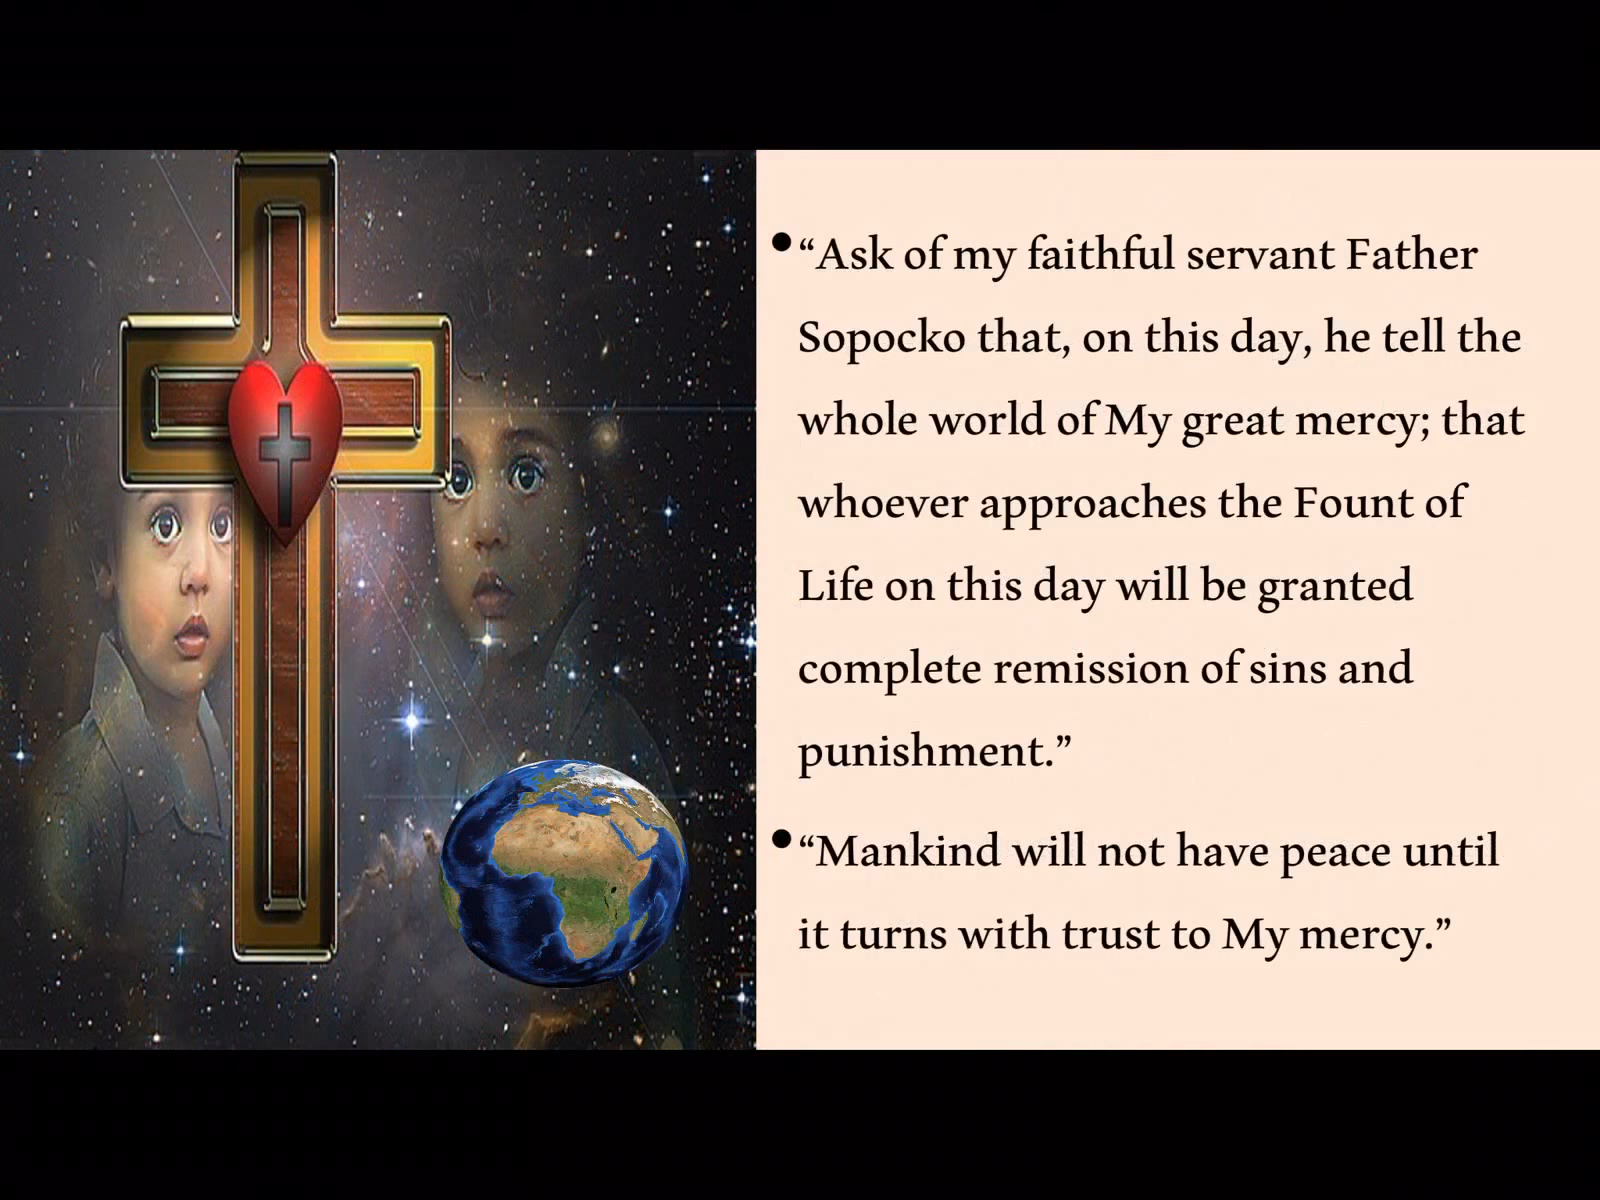 • “Ask of my faithful servant Father
Sopocko that, on this day, he tell the
whole world of My great mercy; that
whoever approaches the Fount of
Life on this day will be granted
complete remission of sins and
punishment.”
• “Mankind will not have peace until
it turns with trust to My mercy.”